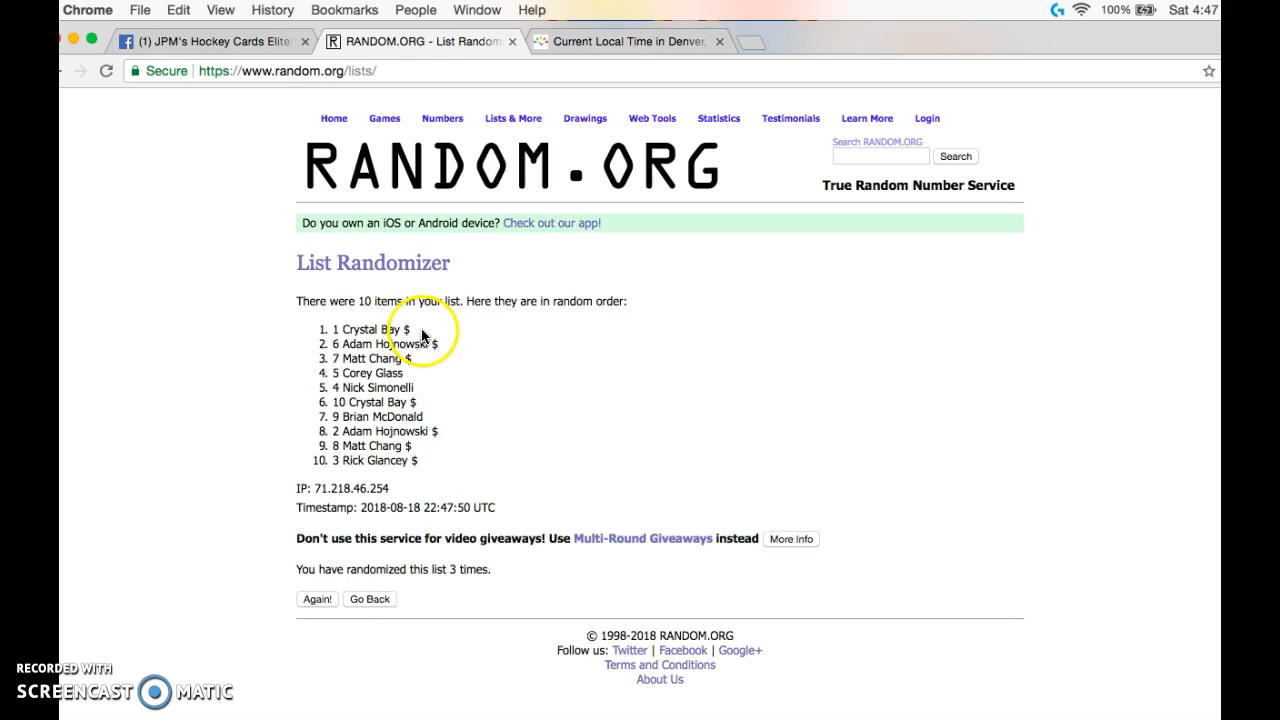 Chrome File Edit View History Bookmarks People Window Help 100% Sat 4:47
(1) JPM's Hockey Cards Elite: RANDOM.ORG - List Random Current Local Time in Denver,
Secure https://www.random.org/lists/
Home Games Numbers Lists & More Drawings Web Tools Statistics Testimonials Learn More Login
RANDOM.ORG
Search RANDOM.ORG
Search
True Random Number Service
Do you own an iOS or Android device? Check out our app!
List Randomizer
There were 10 items in your list. Here they are in random order:
1. 1 Crystal Bay $
2. 6 Adam Hojnowski $
3. 7 Matt Chang $
4. 5 Corey Glass
5. 4 Nick Simonelli
6. 10 Crystal Bay $
7. 9 Brian McDonald
8. 2 Adam Hojnowski $
9. 8 Matt Chang $
10. 3 Rick Glancey $
IP: 71.218.46.254
Timestamp: 2018-08-18 22:47:50 UTC
Don't use this service for video giveaways! Use Multi-Round Giveaways instead More Info
You have randomized this list 3 times.
Again! Go Back
© 1998-2018 RANDOM.ORG
Follow us: Twitter | Facebook | Google+
Terms and Conditions
About Us
RECORDED WITH
SCREENCAST MATIC